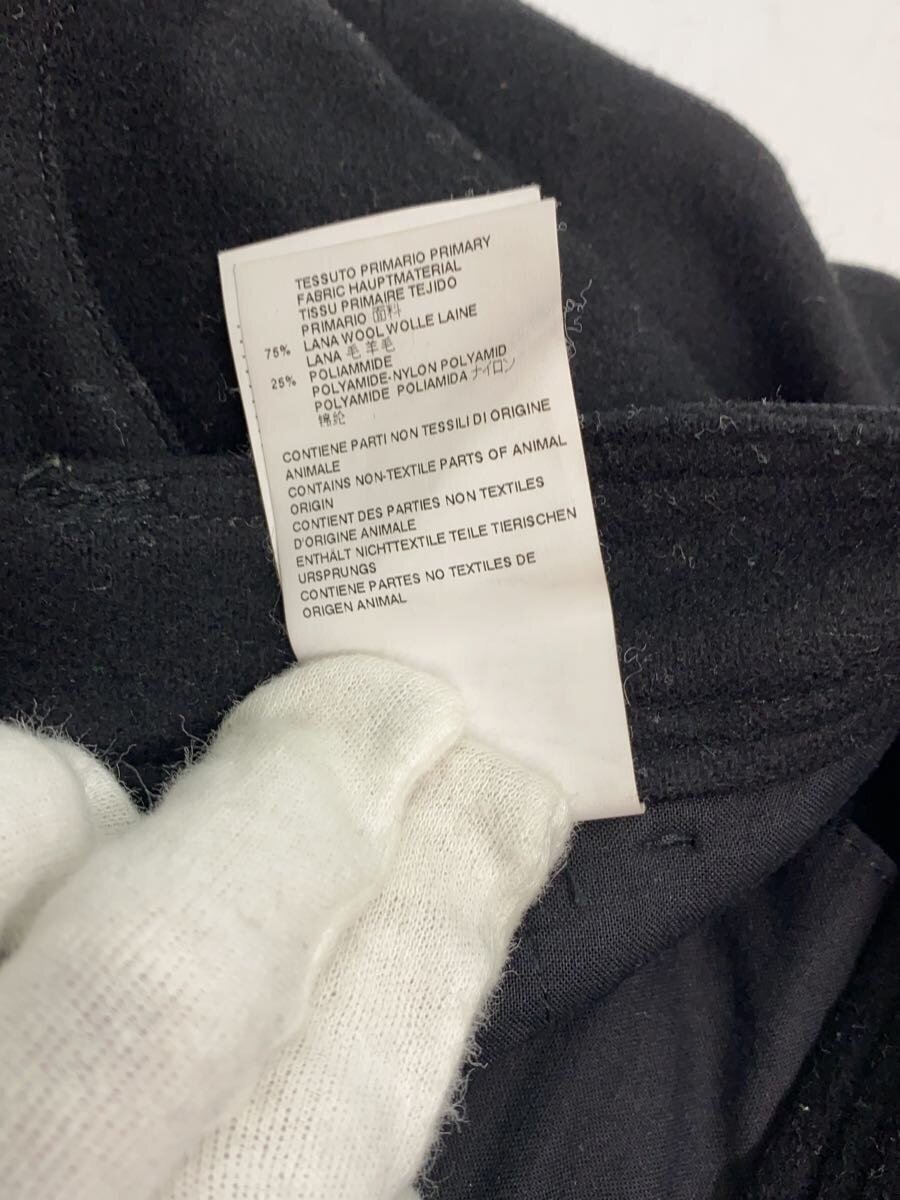 TESSUTO PRIMARIO PRIMARY
FABRIC HAUPTMATERIAL
TISSU PRIMAIRE TEJIDO
PRIMARIO 面料
75% LANA WOOL WOLLE LAINE
LANA 毛 羊毛
25% POLIAMMIDE
POLYAMIDE-NYLON POLYAMID
POLYAMIDE POLIAMIDA ナイロン
锦纶
CONTIENE PARTI NON TESSILI DI ORIGINE
ANIMALE
CONTAINS NON-TEXTILE PARTS OF ANIMAL
ORIGIN
CONTIENT DES PARTIES NON TEXTILES
D'ORIGINE ANIMALE
ENTHÄLT NICHTTEXTILE TEILE TIERISCHEN
URSPRUNGS
CONTIENE PARTES NO TEXTILES DE
ORIGEN ANIMAL